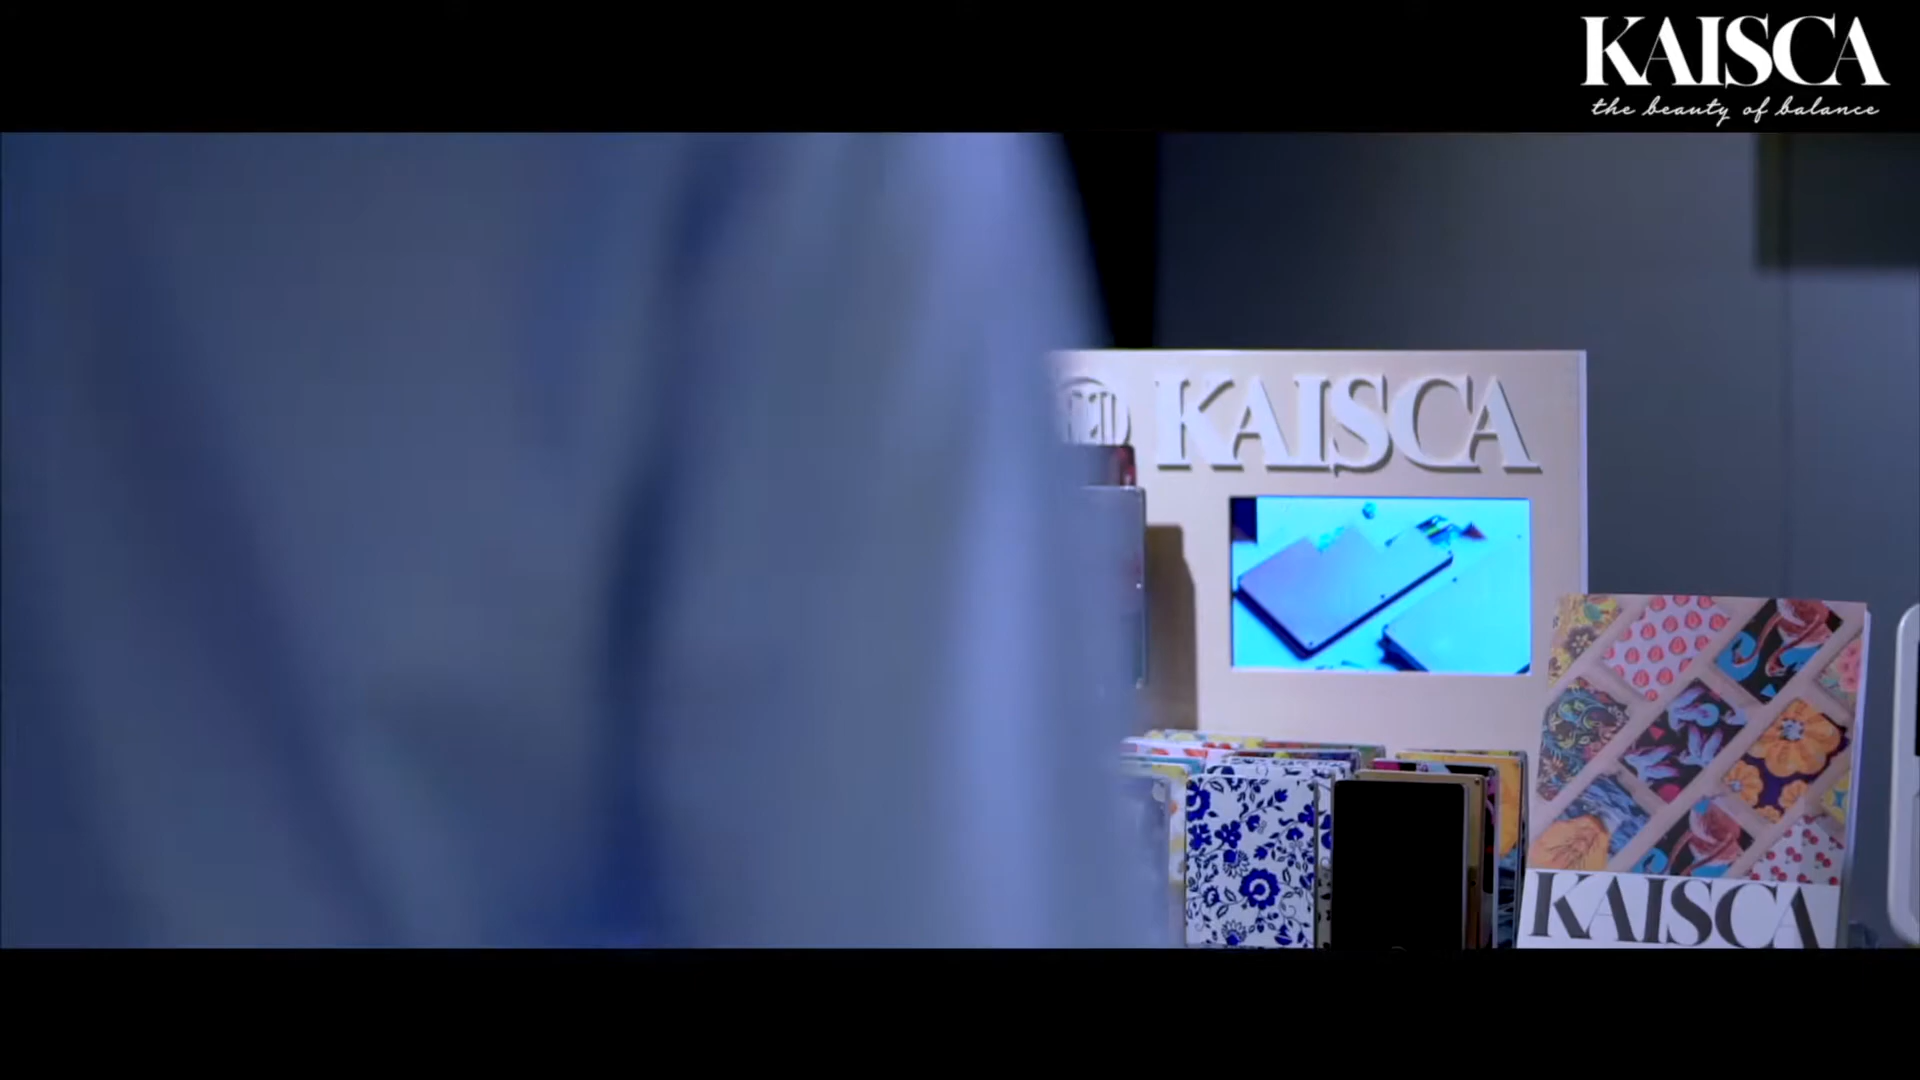 KAISCA
the beauty of balance
KAISCA
KAISCA